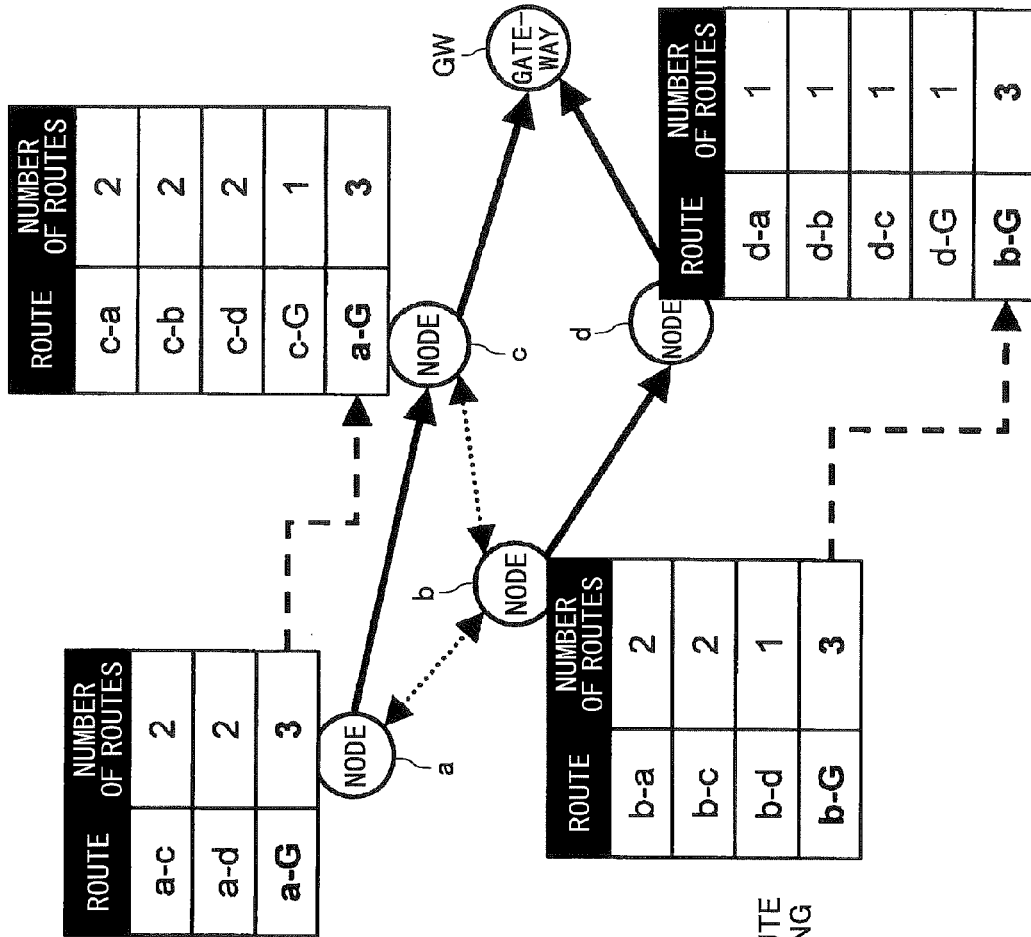 ROUTE NUMBER OF ROUTES
a-c 2
a-d 2
a-G 3
NODE
a
ROUTE NUMBER OF ROUTES
c-a 2
c-b 2
c-d 2
c-G 1
a-G 3
NODE
c
GW
GATE-
WAY
b
NODE
ROUTE NUMBER OF ROUTES
b-a 2
b-c 2
b-d 1
b-G 3
d
NODE
ROUTE NUMBER OF ROUTES
d-a 1
d-b 1
d-c 1
d-G 1
b-G 3
UTE
NG